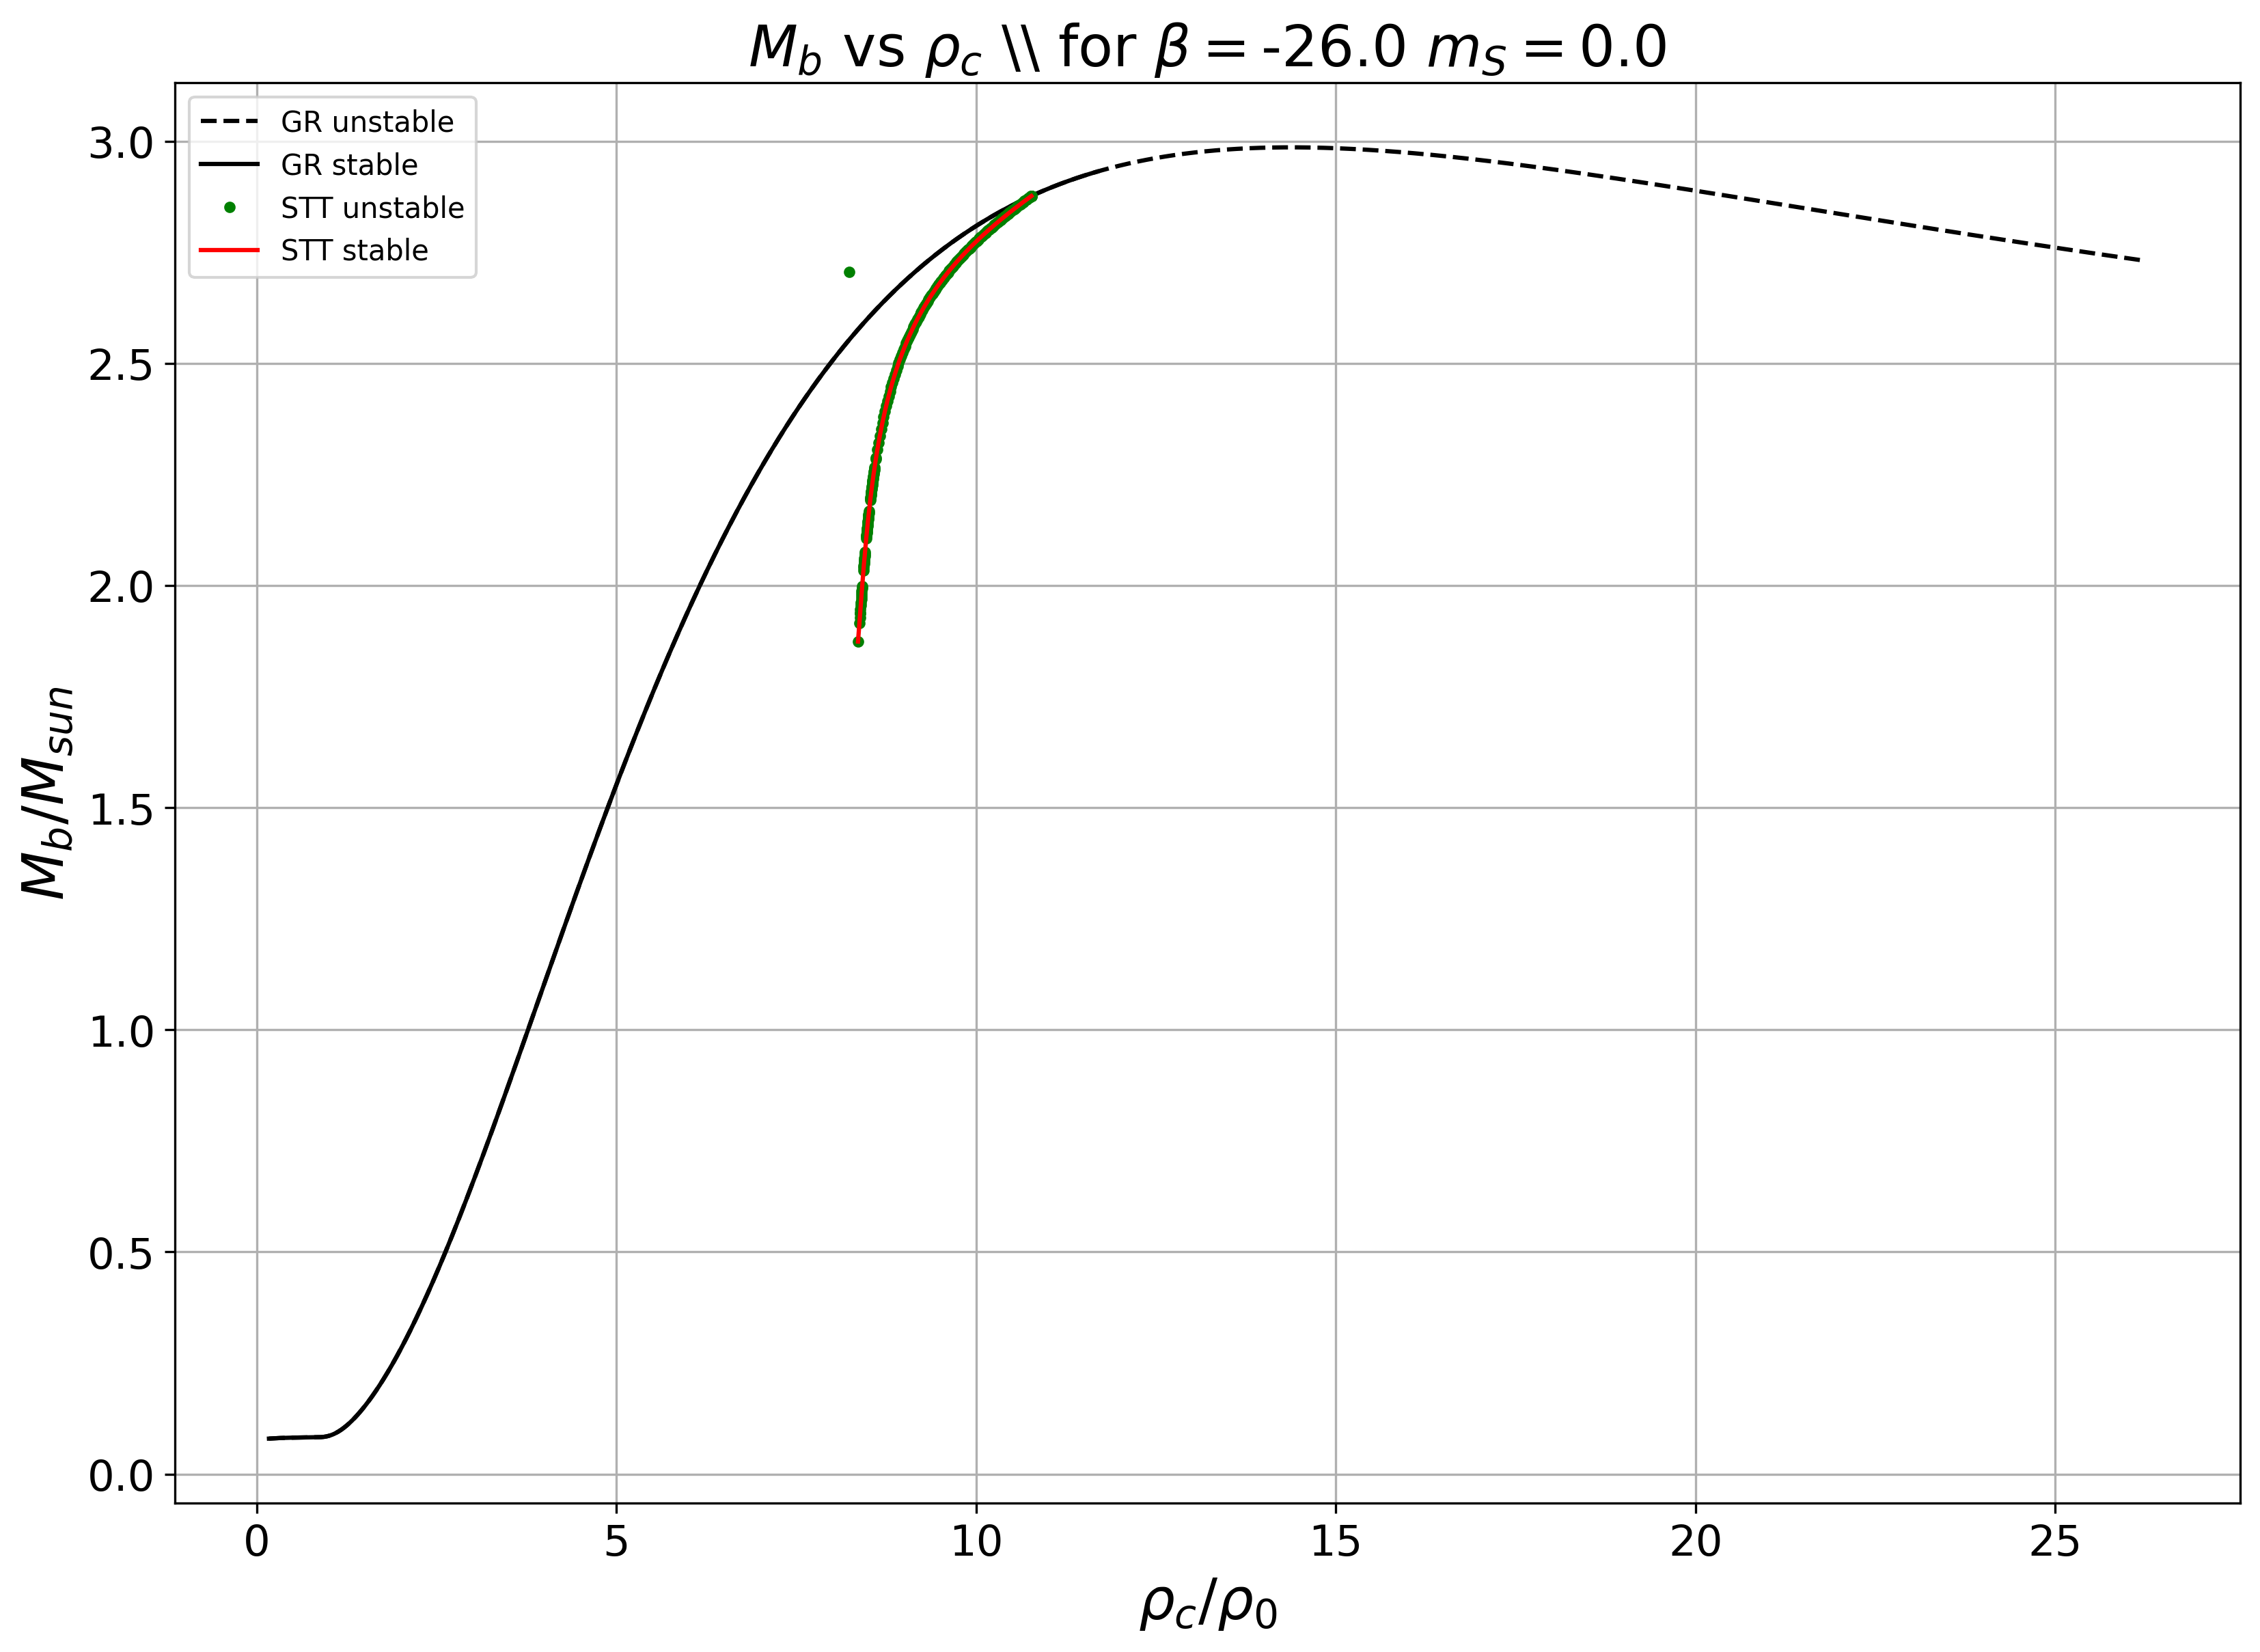 M_b vs ρ_c \\ for β = -26.0 m_S = 0.0
GR unstable
GR stable
STT unstable
STT stable
M_b/M_sun
3.0
2.5
2.0
1.5
1.0
0.5
0.0
0 5 10 15 20 25
ρ_c/ρ_0